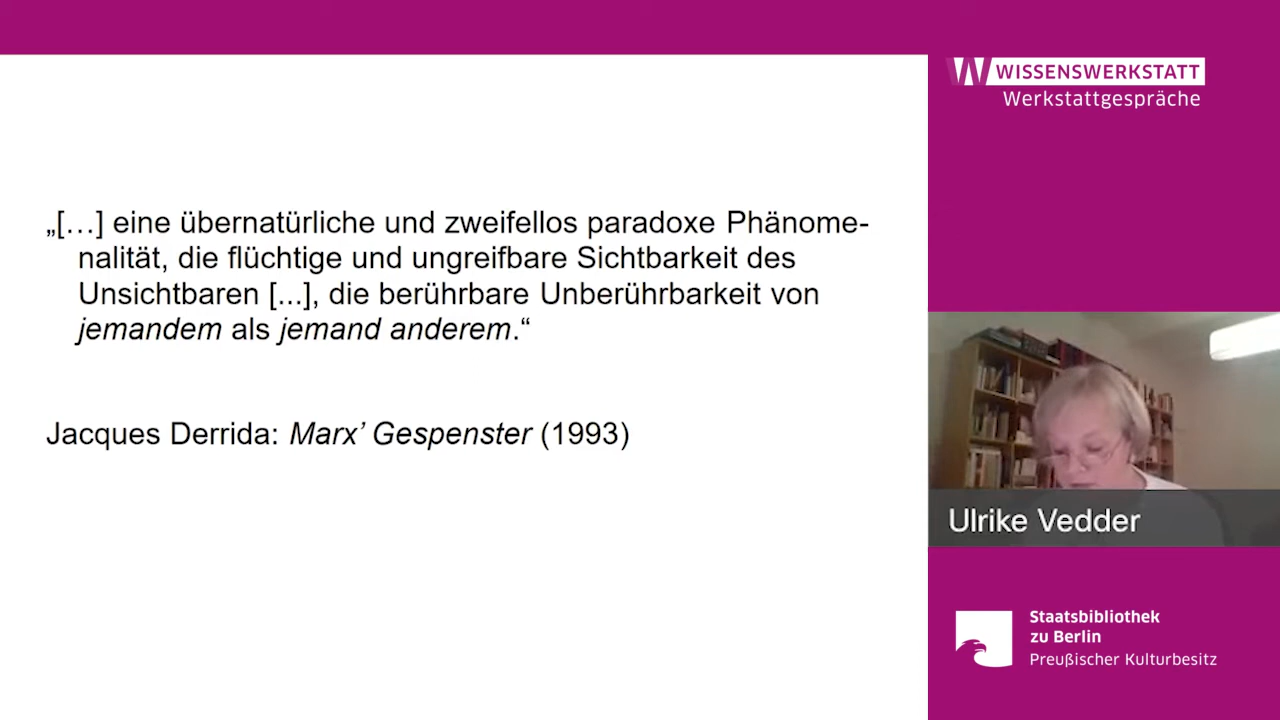 „[…] eine übernatürliche und zweifellos paradoxe Phänome-
nalität, die flüchtige und ungreifbare Sichtbarkeit des
Unsichtbaren [...], die berührbare Unberührbarkeit von
jemandem als jemand anderem.“
Jacques Derrida: Marx’ Gespenster (1993)
W WISSENSWERKSTATT
Werkstattgespräche
Ulrike Vedder
Staatsbibliothek
zu Berlin
Preußischer Kulturbesitz